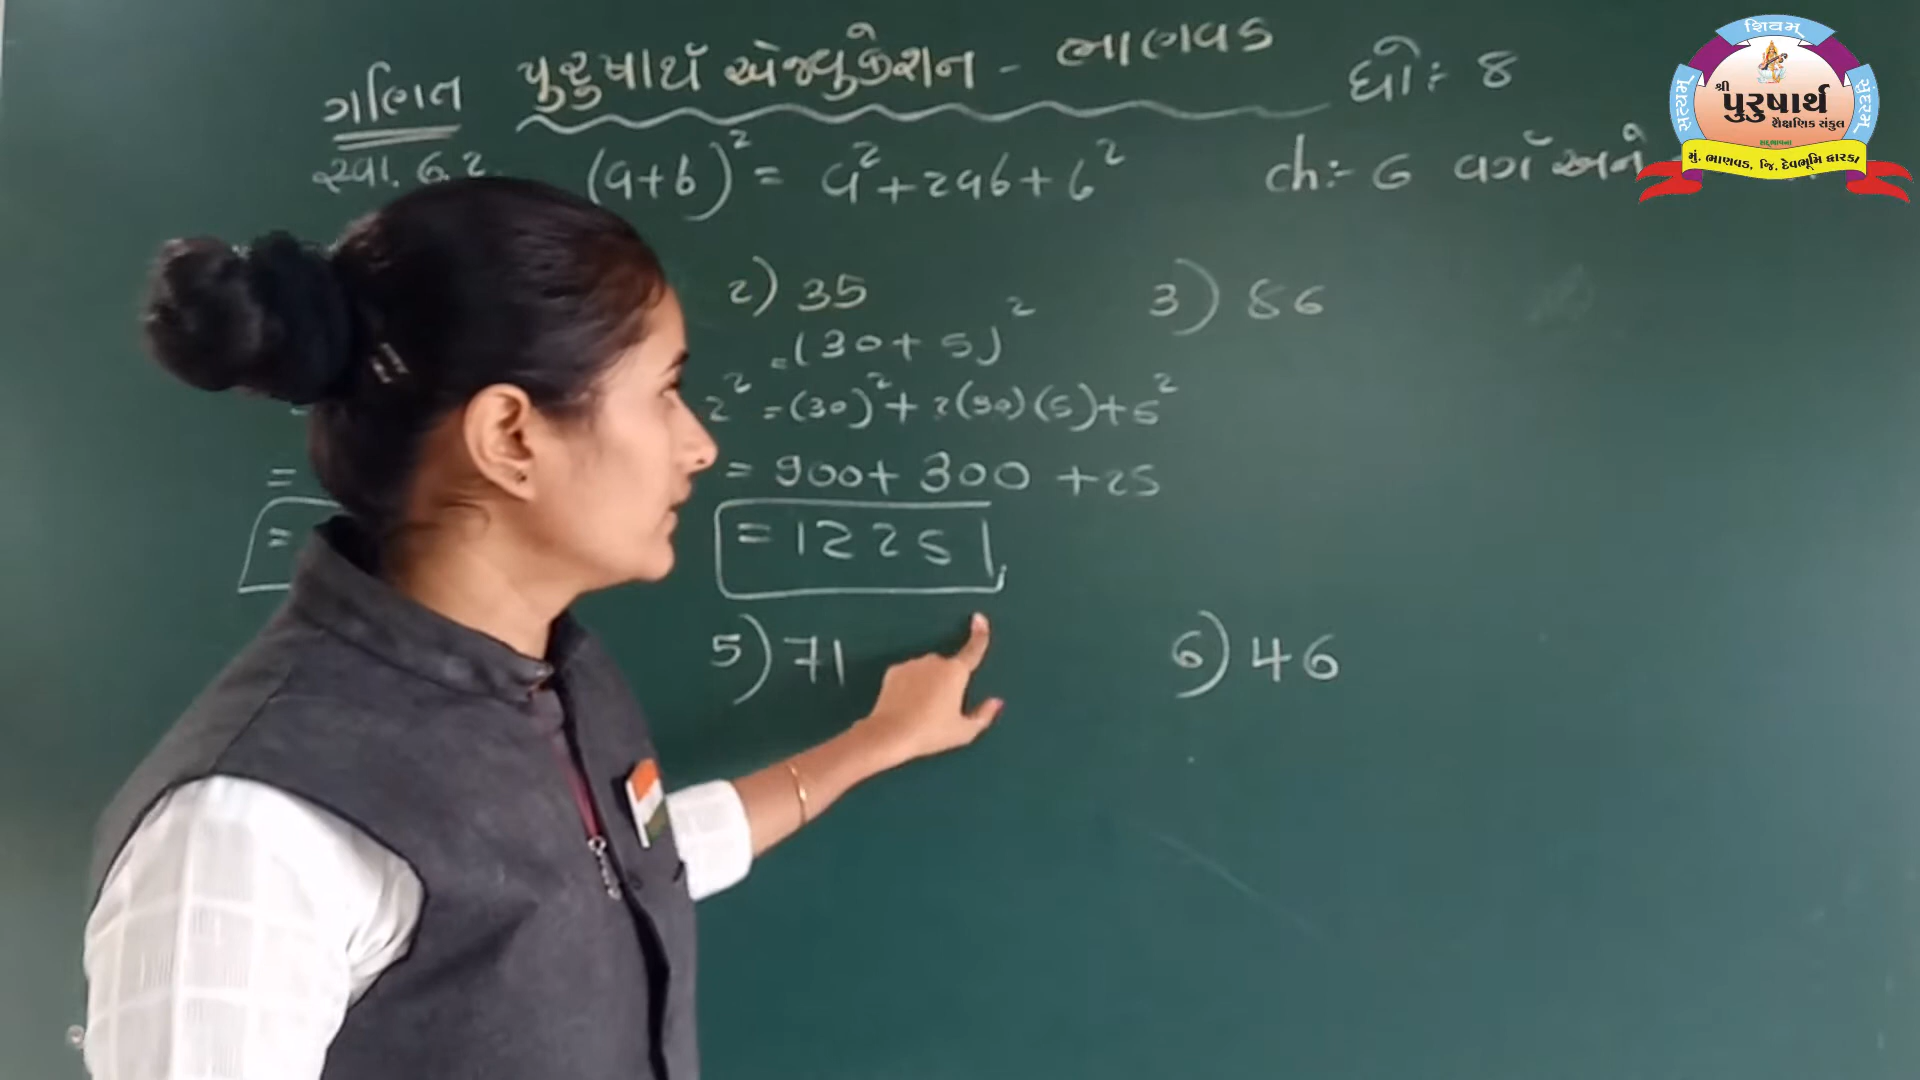 ગણિત પુરુષાર્થ એજ્યુકેશન - ભાણવડ ધો:- 8
સ્વા. 6.2 (a+b)² = a²+2ab+b² ch:- 6 વર્ગ અને
2) 35
3) 86
=(30+5)²
2² =(30)²+2(30)(5)+5²
=
= 900+300+25
=
= 1225
5) 71
6) 46
શિવમ્
સત્યમ્
સુંદરમ્
શ્રી
પુરુષાર્થ
શૈક્ષણિક સંકુલ
મું. ભાણવડ, જિ. દેવભૂમિ દ્વારકા